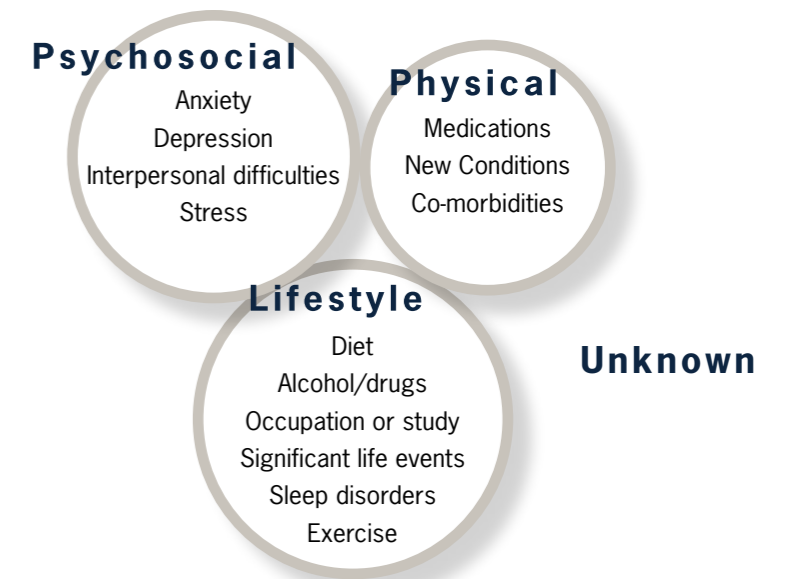 Psychosocial
Anxiety
Depression
Interpersonal difficulties
Stress
Physical
Medications
New Conditions
Co-morbidities
Lifestyle
Diet
Alcohol/drugs
Occupation or study
Significant life events
Sleep disorders
Exercise
Unknown